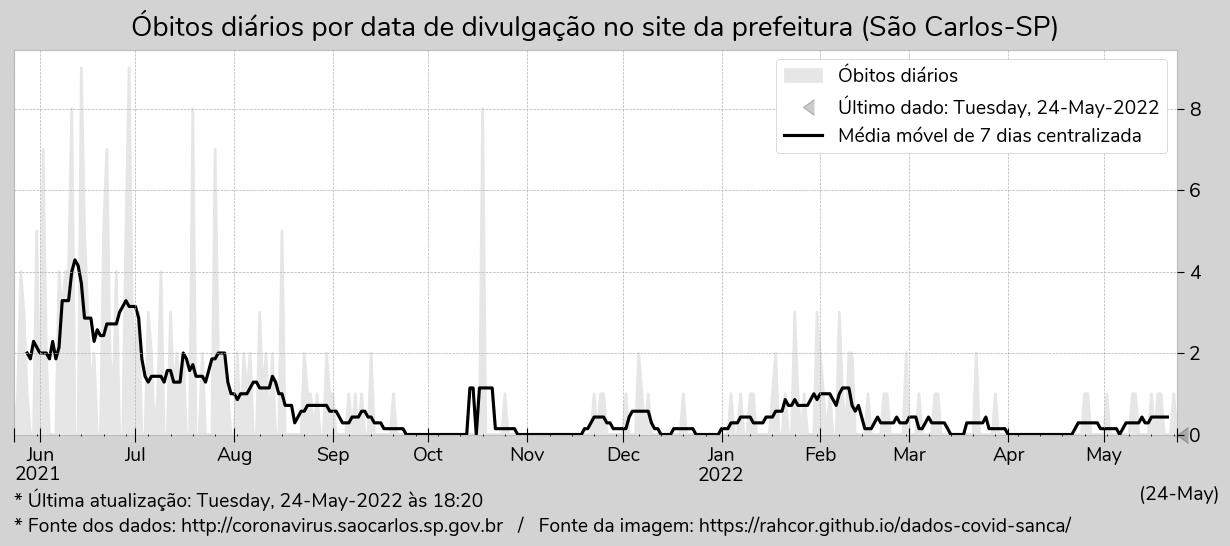 Óbitos diários por data de divulgação no site da prefeitura (São Carlos-SP)
Óbitos diários
Último dado: Tuesday, 24-May-2022
Média móvel de 7 dias centralizada
8
6
4
2
0
Jun Jul Aug Sep Oct Nov Dec Jan Feb Mar Apr May
2021 2022
(24-May)
* Última atualização: Tuesday, 24-May-2022 às 18:20
* Fonte dos dados: http://coronavirus.saocarlos.sp.gov.br / Fonte da imagem: https://rahcor.github.io/dados-covid-sanca/